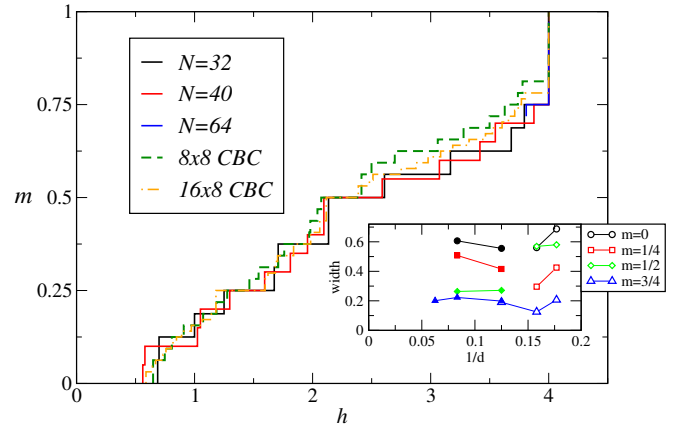 1
0.75
m
0.5
0.25
0
N=32
N=40
N=64
8x8 CBC
16x8 CBC
0.6
0.4
width
0.2
0
0 0.05 0.1 0.15 0.2
1/d
m=0
m=1/4
m=1/2
m=3/4
0 1 2 3 4
h